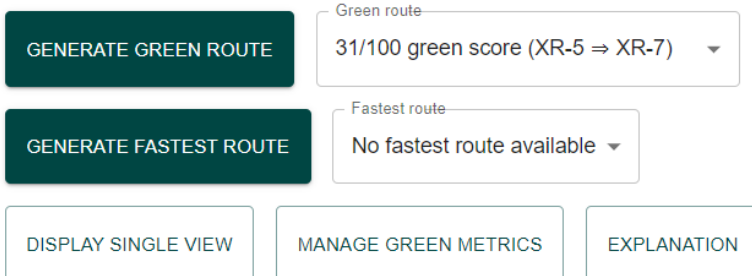 Green route
GENERATE GREEN ROUTE
31/100 green score (XR-5 ⇒ XR-7)
Fastest route
GENERATE FASTEST ROUTE
No fastest route available
DISPLAY SINGLE VIEW
MANAGE GREEN METRICS
EXPLANATION